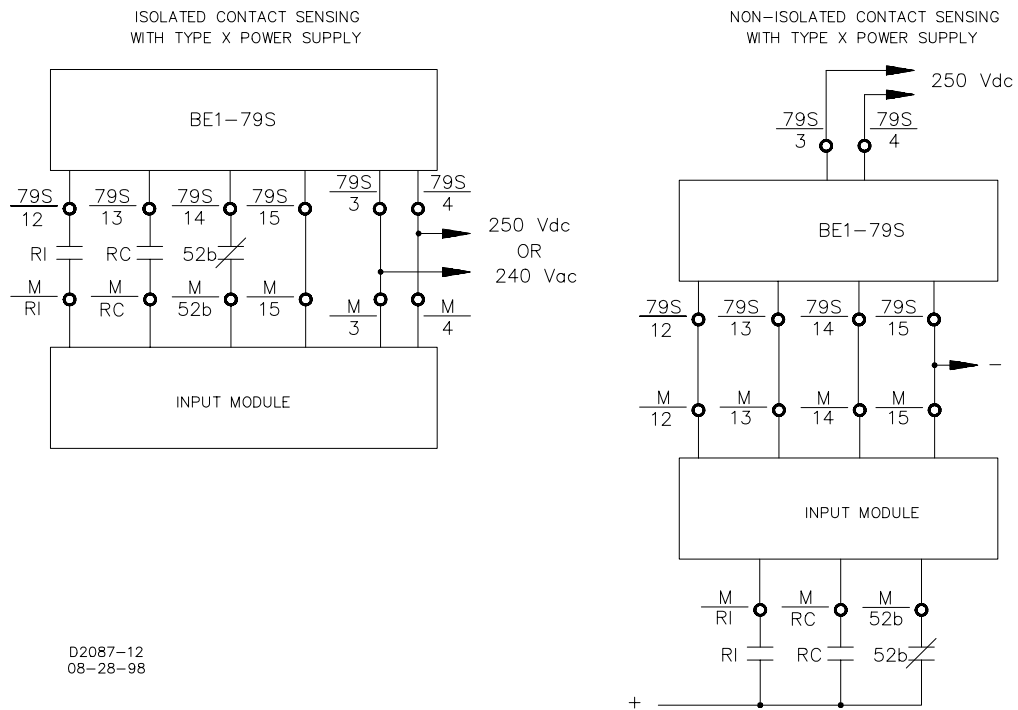 ISOLATED CONTACT SENSING
WITH TYPE X POWER SUPPLY
BE1-79S
79S
12
79S
13
79S
14
79S
15
79S
3
79S
4
250 Vdc
OR
240 Vac
RI
RC
52b
M
RI
M
RC
M
52b
M
15
M
3
M
4
INPUT MODULE
D2087-12
08-28-98
NON-ISOLATED CONTACT SENSING
WITH TYPE X POWER SUPPLY
250 Vdc
79S
3
79S
4
BE1-79S
79S
12
79S
13
79S
14
79S
15
-
M
12
M
13
M
14
M
15
INPUT MODULE
M
RI
M
RC
M
52b
RI
RC
52b
+